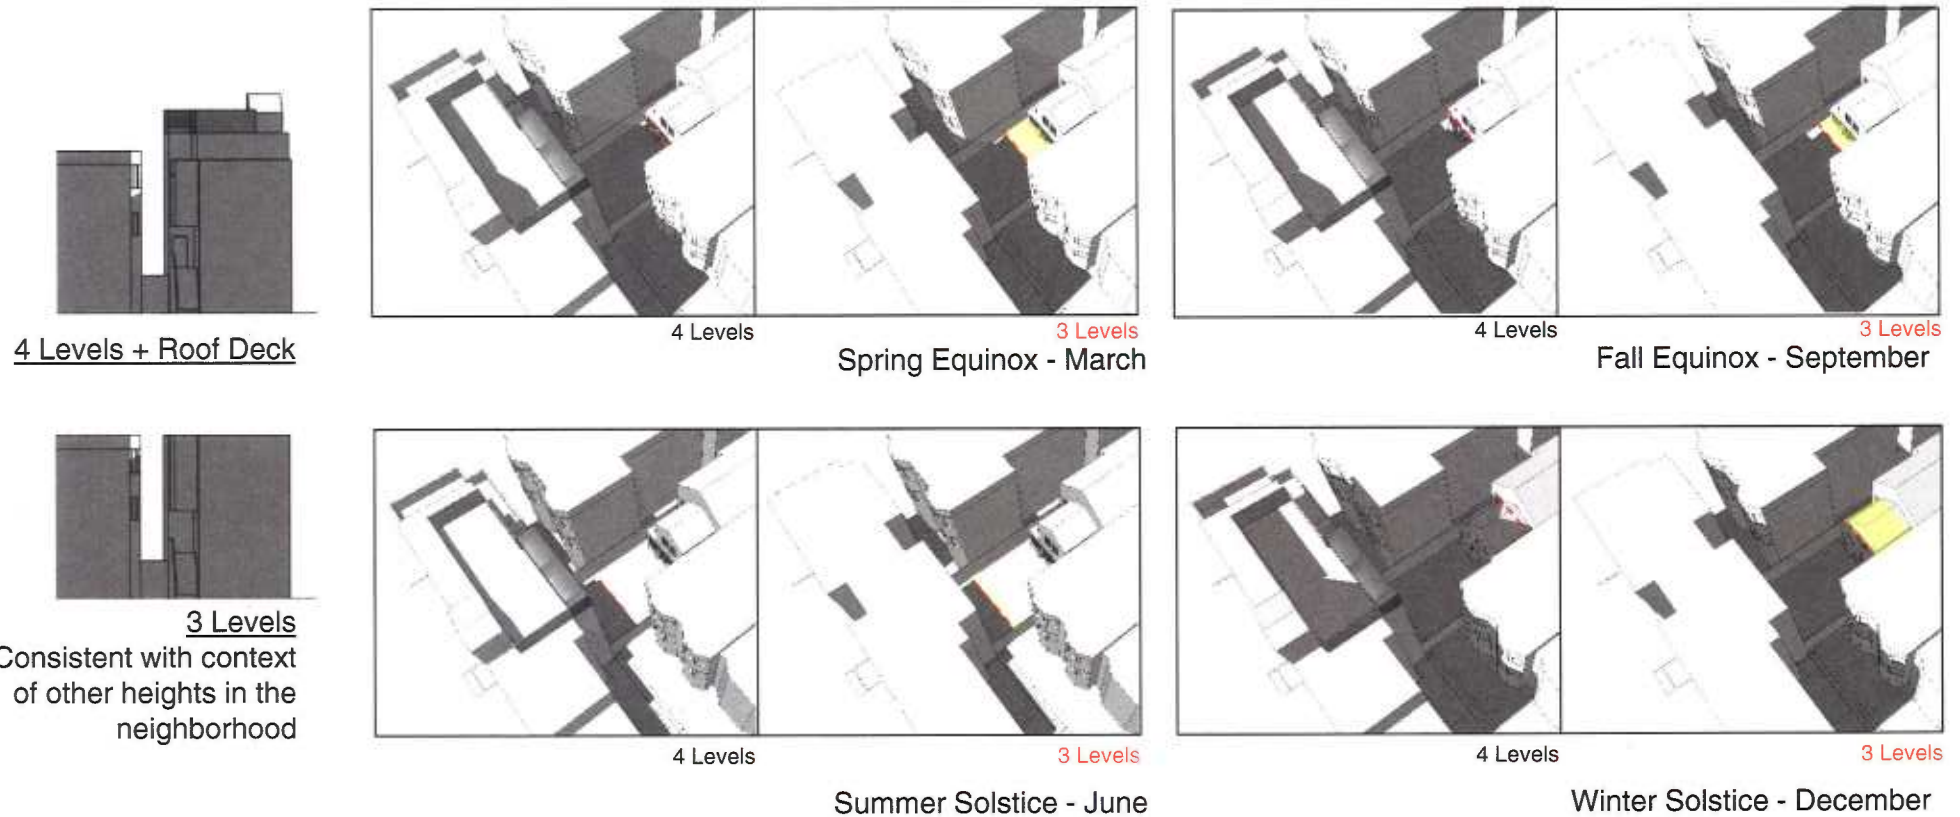 4 Levels
3 Levels
Spring Equinox - March
4 Levels
3 Levels
Fall Equinox - September
4 Levels + Roof Deck
3 Levels
Consistent with context
of other heights in the
neighborhood
4 Levels
3 Levels
Summer Solstice - June
4 Levels
3 Levels
Winter Solstice - December